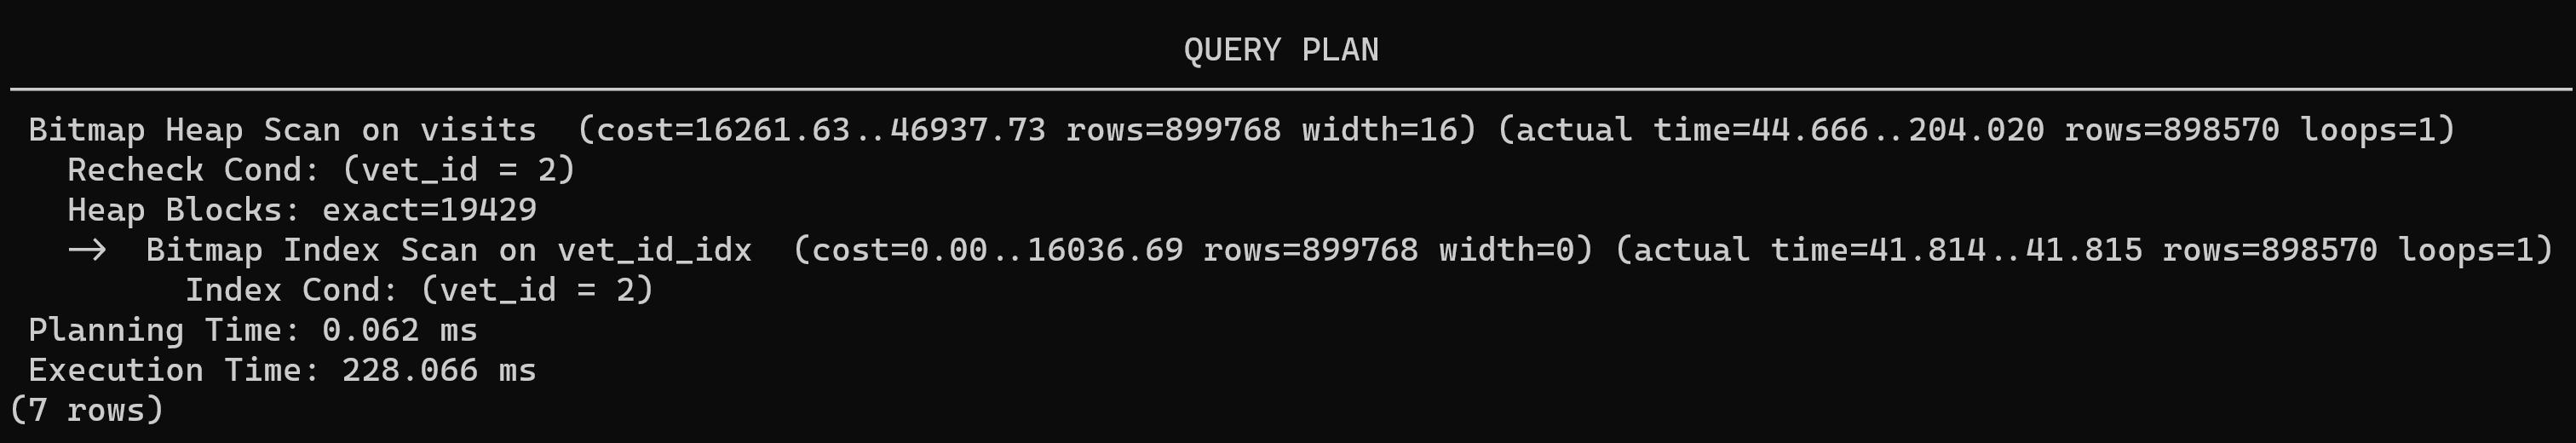 QUERY PLAN
Bitmap Heap Scan on visits  (cost=16261.63..46937.73 rows=899768 width=16) (actual time=44.666..204.020 rows=898570 loops=1)
  Recheck Cond: (vet_id = 2)
  Heap Blocks: exact=19429
  ->  Bitmap Index Scan on vet_id_idx  (cost=0.00..16036.69 rows=899768 width=0) (actual time=41.814..41.815 rows=898570 loops=1)
        Index Cond: (vet_id = 2)
Planning Time: 0.062 ms
Execution Time: 228.066 ms
(7 rows)